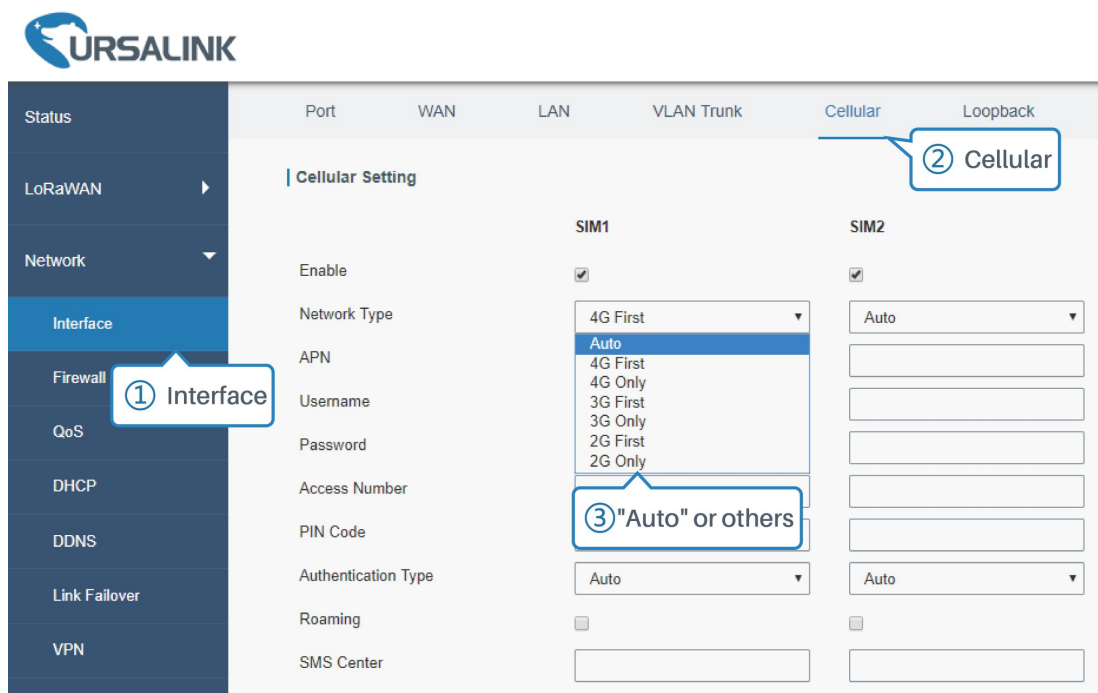 URSALINK
Status
Port WAN LAN VLAN Trunk Cellular Loopback
② Cellular
LoRaWAN
Cellular Setting
SIM1 SIM2
Network
Enable
Network Type 4G First Auto
Interface
Auto
APN
4G First
4G Only
Firewall
① Interface
Username
3G First
3G Only
QoS
Password
2G First
2G Only
DHCP
Access Number
③"Auto" or others
PIN Code
DDNS
Authentication Type Auto Auto
Link Failover
Roaming
VPN
SMS Center